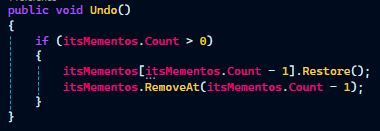 public void Undo()
{
if (itsMementos.Count > 0)
{
itsMementos[itsMementos.Count - 1].Restore();
itsMementos.RemoveAt(itsMementos.Count - 1);
}
}